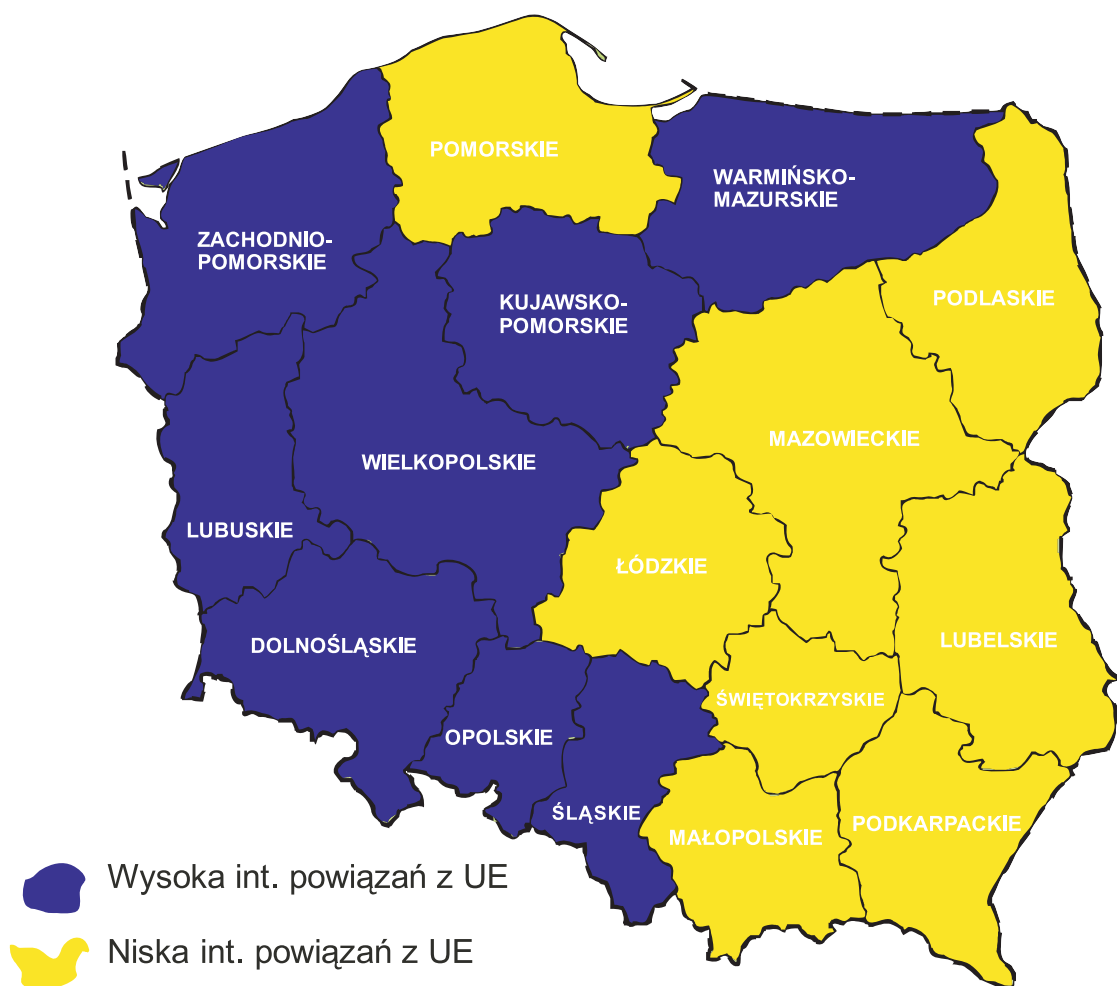 POMORSKIE
WARMIŃSKO-
MAZURSKIE
ZACHODNIO-
POMORSKIE
KUJAWSKO-
POMORSKIE
PODLASKIE
MAZOWIECKIE
WIELKOPOLSKIE
LUBUSKIE
ŁÓDZKIE
DOLNOŚLĄSKIE
LUBELSKIE
ŚWIĘTOKRZYSKIE
OPOLSKIE
ŚLĄSKIE
MAŁOPOLSKIE
PODKARPACKIE
Wysoka int. powiązań z UE
Niska int. powiązań z UE